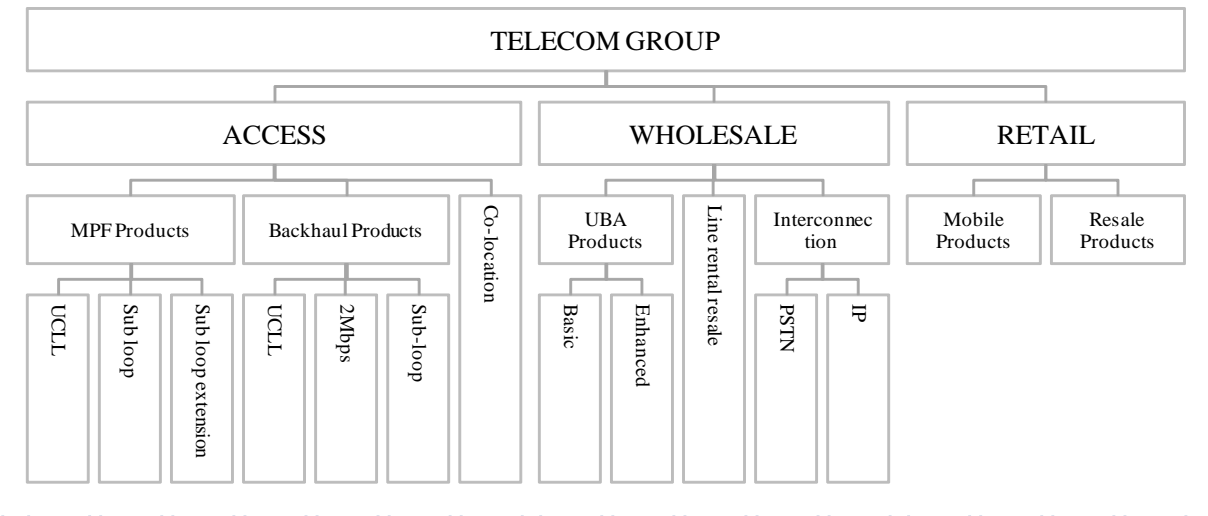 TELECOM GROUP
ACCESS
WHOLESALE
RETAIL
MPF Products
Backhaul Products
Co-location
UBA
Products
Line rental resale
Interconnec
tion
Mobile
Products
Resale
Products
UCLL
Sub loop
Sub loop extension
UCLL
2Mbps
Sub-loop
Basic
Enhanced
PSTN
IP